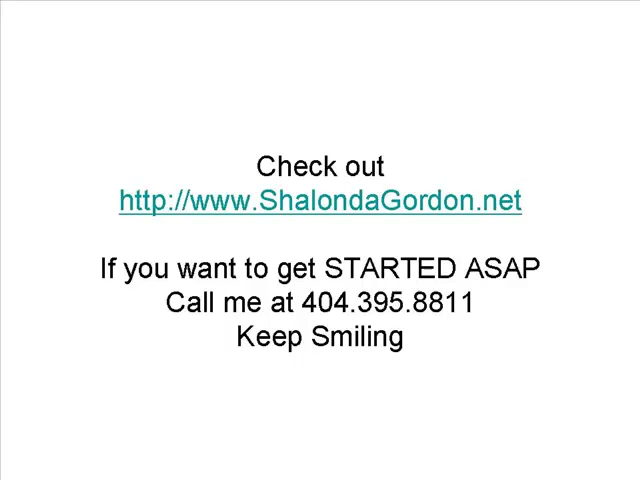 Check out
http://www.ShalondaGordon.net
If you want to get STARTED ASAP
Call me at 404.395.8811
Keep Smiling